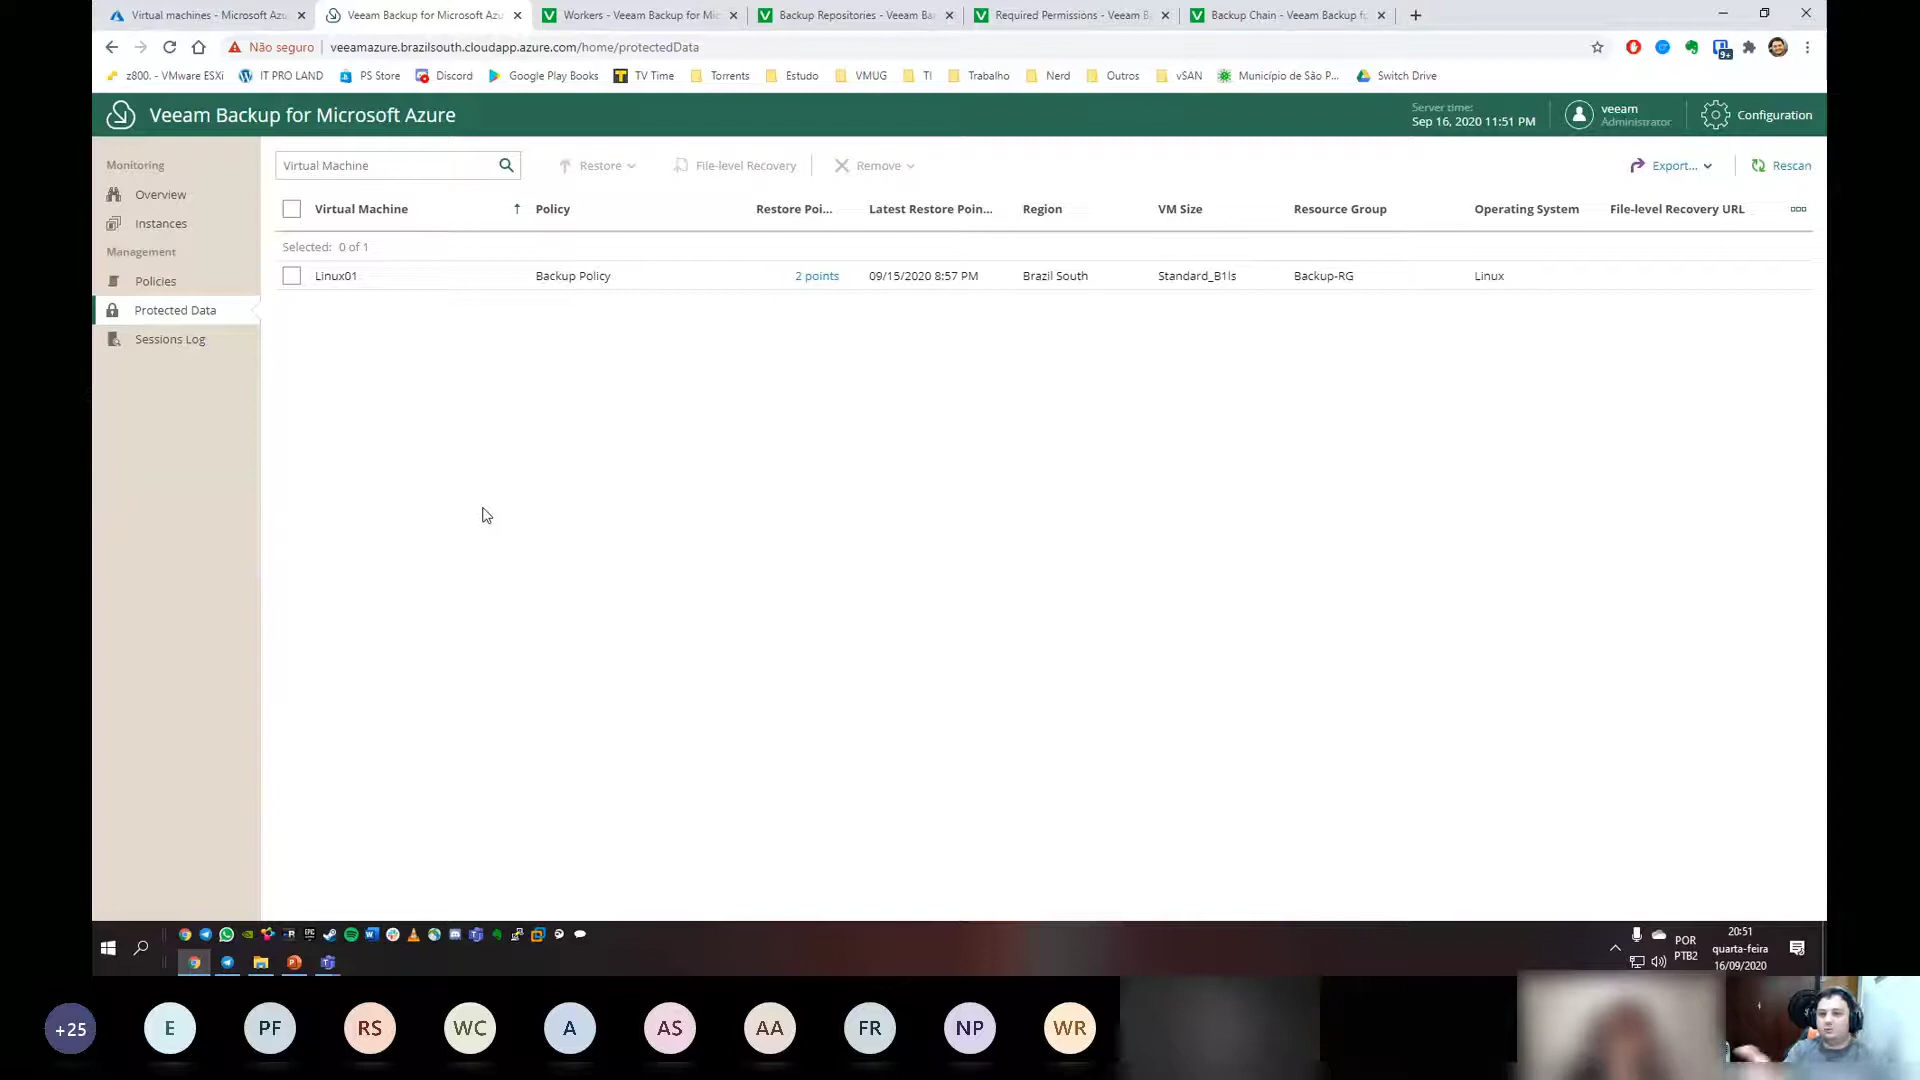 Virtual machines - Microsoft Azu
Veeam Backup for Microsoft Azu
Workers - Veeam Backup for Mic
Backup Repositories - Veeam Ba
Required Permissions - Veeam B
Backup Chain - Veeam Backup fo
Não seguro
veeamazure.brazilsouth.cloudapp.azure.com/home/protectedData
9+
z800. - VMware ESXi
IT PRO LAND
PS Store
Discord
Google Play Books
TV Time
Torrents
Estudo
VMUG
TI
Trabalho
Nerd
Outros
vSAN
Município de São P...
Switch Drive
Veeam Backup for Microsoft Azure
Server time:
Sep 16, 2020 11:51 PM
veeam
Administrator
Configuration
Monitoring
Overview
Instances
Management
Policies
Protected Data
Sessions Log
Virtual Machine
Restore
File-level Recovery
Remove
Export...
Rescan
Virtual Machine
Policy
Restore Poi...
Latest Restore Poin...
Region
VM Size
Resource Group
Operating System
File-level Recovery URL
Selected: 0 of 1
Linux01
Backup Policy
2 points
09/15/2020 8:57 PM
Brazil South
Standard_B1ls
Backup-RG
Linux
POR
PTB2
20:51
quarta-feira
16/09/2020
+25
E
PF
RS
WC
A
AS
AA
FR
NP
WR